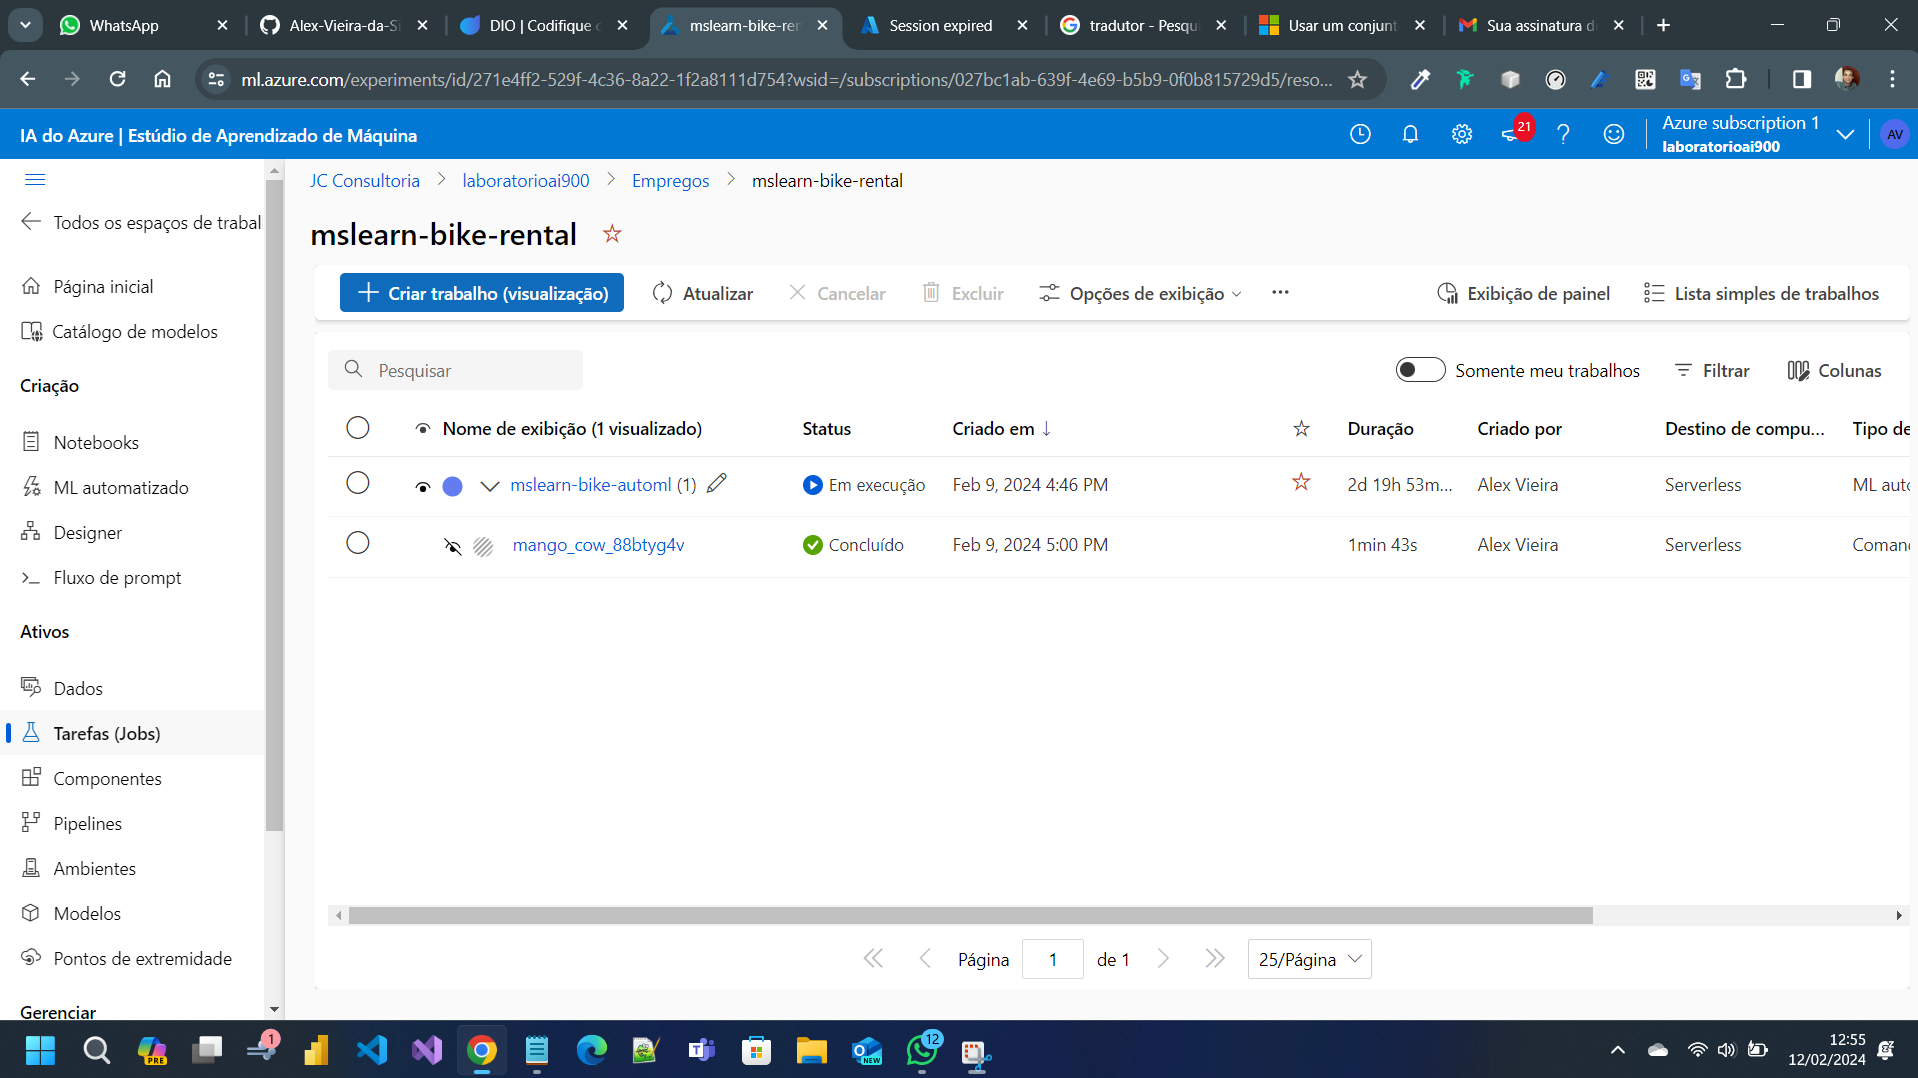 WhatsApp
Alex-Vieira-da-Si
DIO | Codifique
mslearn-bike-ren
Session expired
tradutor - Pesqu
Usar um conjunt
Sua assinatura d
ml.azure.com/experiments/id/271e4ff2-529f-4c36-8a22-1f2a8111d754?wsid=/subscriptions/027bc1ab-639f-4e69-b5b9-0f0b815729d5/reso...
IA do Azure | Estúdio de Aprendizado de Máquina
21
Azure subscription 1
laboratorioai900
AV
JC Consultoria
laboratorioai900
Empregos
mslearn-bike-rental
Todos os espaços de trabal
mslearn-bike-rental
Página inicial
Catálogo de modelos
Criação
Notebooks
ML automatizado
Designer
Fluxo de prompt
Ativos
Dados
Tarefas (Jobs)
Componentes
Pipelines
Ambientes
Modelos
Pontos de extremidade
Gerenciar
Criar trabalho (visualização)
Atualizar
Cancelar
Excluir
Opções de exibição
Exibição de painel
Lista simples de trabalhos
Pesquisar
Somente meu trabalhos
Filtrar
Colunas
Nome de exibição (1 visualizado)
Status
Criado em
Duração
Criado por
Destino de compu...
Tipo de
mslearn-bike-automl (1)
Em execução
Feb 9, 2024 4:46 PM
2d 19h 53m...
Alex Vieira
Serverless
ML auto
mango_cow_88btyg4v
Concluído
Feb 9, 2024 5:00 PM
1min 43s
Alex Vieira
Serverless
Coman
Página
1
de 1
25/Página
PRE
1
NEW
12
12:55
12/02/2024